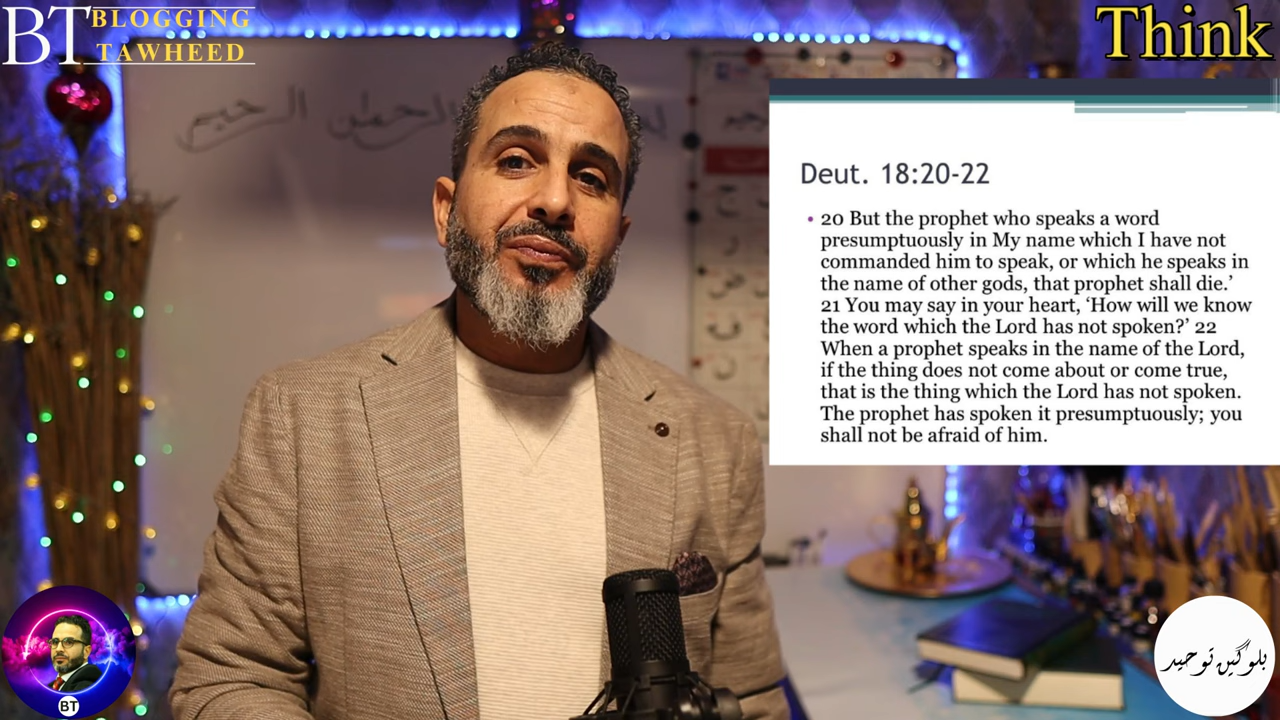 BT BLOGGING
TAWHEED
Think
الرحمن الرحيم
Deut. 18:20-22
• 20 But the prophet who speaks a word
presumptuously in My name which I have not
commanded him to speak, or which he speaks in
the name of other gods, that prophet shall die.’
21 You may say in your heart, ‘How will we know
the word which the Lord has not spoken?’ 22
When a prophet speaks in the name of the Lord,
if the thing does not come about or come true,
that is the thing which the Lord has not spoken.
The prophet has spoken it presumptuously; you
shall not be afraid of him.
BT
بلوگین توحید